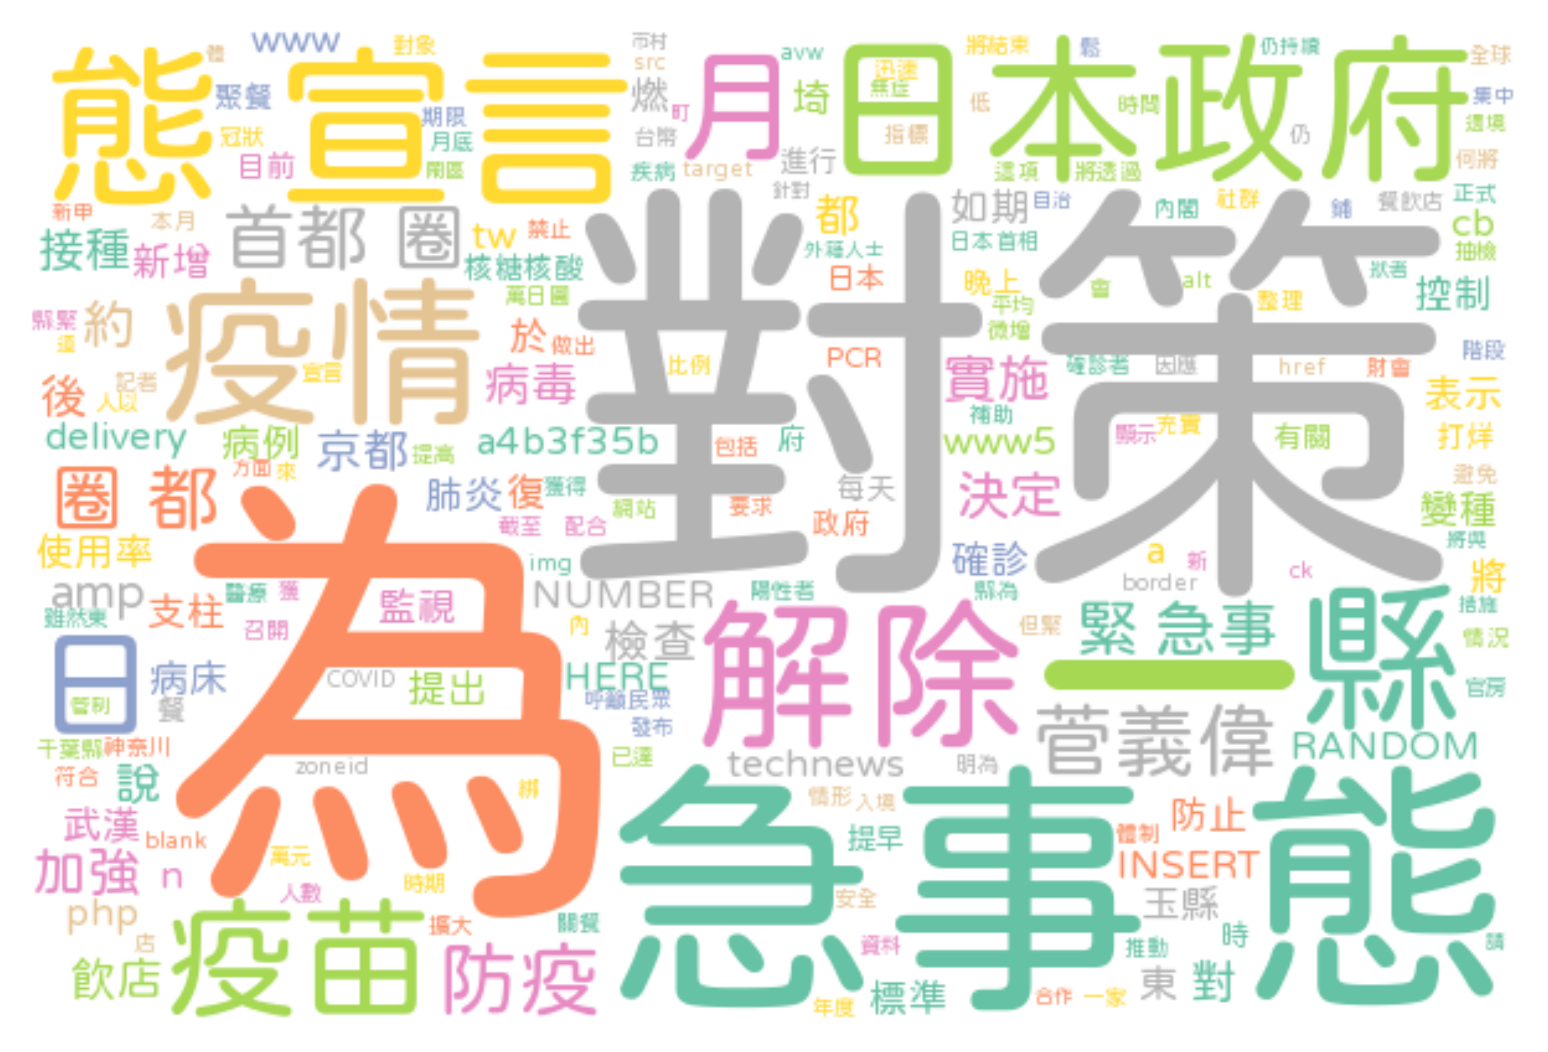 態 宣言
體
www
對象
聚餐
冠狀
目前
期限
月底
市村
src
燃
町
台幣
疾病
target
月
avw
埼
進行
針對
日本政府
迅速
指標
將結束
鬆
低
時間
仍持續
仍
這項
將透過
全球
集中
環境
何將
新甲
本月
接種
新增
首都 圈
tw
禁止
核糖核酸
都
外籍人士
日本
如期
自治
日本首相
內閣
社群
鋪
餐飲店
正式
cb
抽檢
對策
晚上
會
alt
整理
狀者
控制
平均
微增
約
道
疫情
宣言
於
做出
病毒
比例
PCR
實施
確診者
因應
href
財會
階段
後
記者
人以
表示
delivery
病例
京都
提高
a4b3f35b
包括
府
補助
www5
顯示
充實
有關
打烊
避免
圈 都
方面
來
肺炎
復
獲得
截至
配合
網站
要求
每天
政府
決定
變種
將與
使用率
img
確診
a
新
ck
將
amp
支柱
醫療
獲
為
監視
NUMBER
陽性者
縣為
border
措施
雖然東
召開
內
檢查
解除
但緊
緊 急事
縣
情況
日
管制
病床
餐
COVID
提出
HERE
呼籲民眾
發布
一
官房
千葉縣
神奈川
菅義偉
RANDOM
符合
說
zoneid
已達
technews
明為
武漢
blank
綁
急事
情形
入境
提早
體制
防止
態
加強
n
萬元
人數
時期
INSERT
php
店
疫苗
擴大
安全
玉縣
飲店
防疫
資料
推動
時
請
年度
標準
合作
一家
東
對